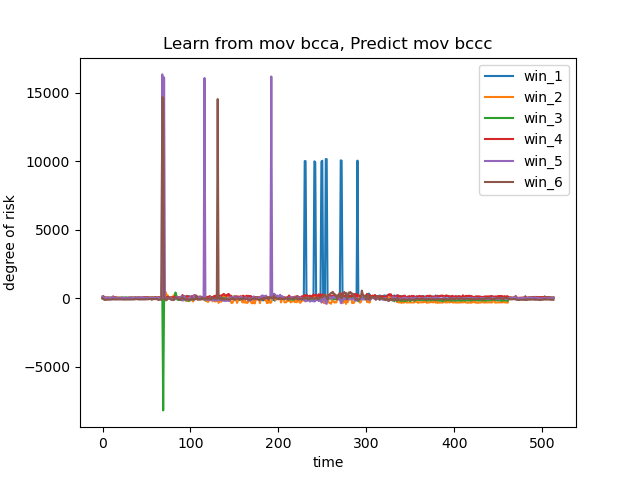 Learn from mov bcca, Predict mov bccc
degree of risk
15000
10000
5000
0
−5000
0 100 200 300 400 500
time
win_1
win_2
win_3
win_4
win_5
win_6